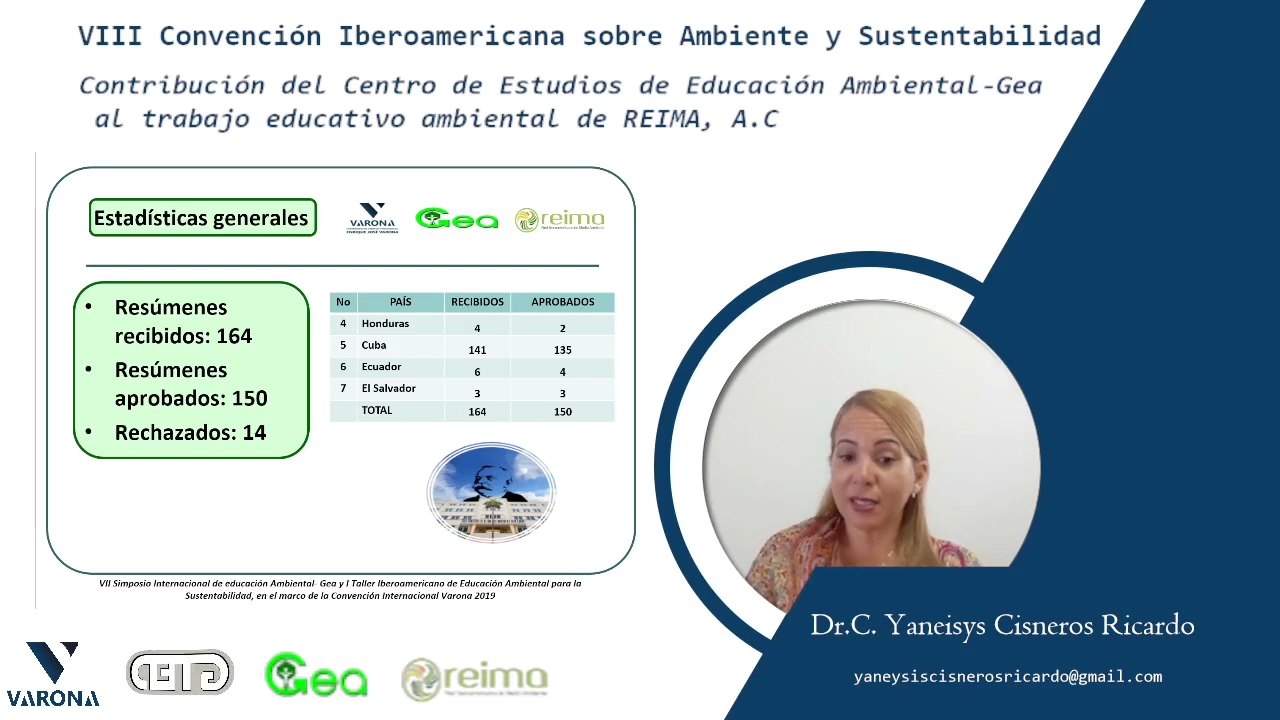 VIII Convención Iberoamericana sobre Ambiente y Sustentabilidad
Contribución del Centro de Estudios de Educación Ambiental-Gea
al trabajo educativo ambiental de REIMA, A.C
Estadísticas generales
VARONA
ENRIQUE JOSÉ VARONA
Gea
reima
• Resúmenes
recibidos: 164
• Resúmenes
aprobados: 150
• Rechazados: 14
No PAÍS RECIBIDOS APROBADOS
4 Honduras 4 2
5 Cuba 141 135
6 Ecuador 6 4
7 El Salvador 3 3
TOTAL 164 150
VII Simposio Internacional de educación Ambiental- Gea y I Taller Iberoamericano de Educación Ambiental para la
Sustentabilidad, en el marco de la Convención Internacional Varona 2019
Dr.C. Yaneisys Cisneros Ricardo
yaneysiscisnerosricardo@gmail.com
VARONA
Gea
reima